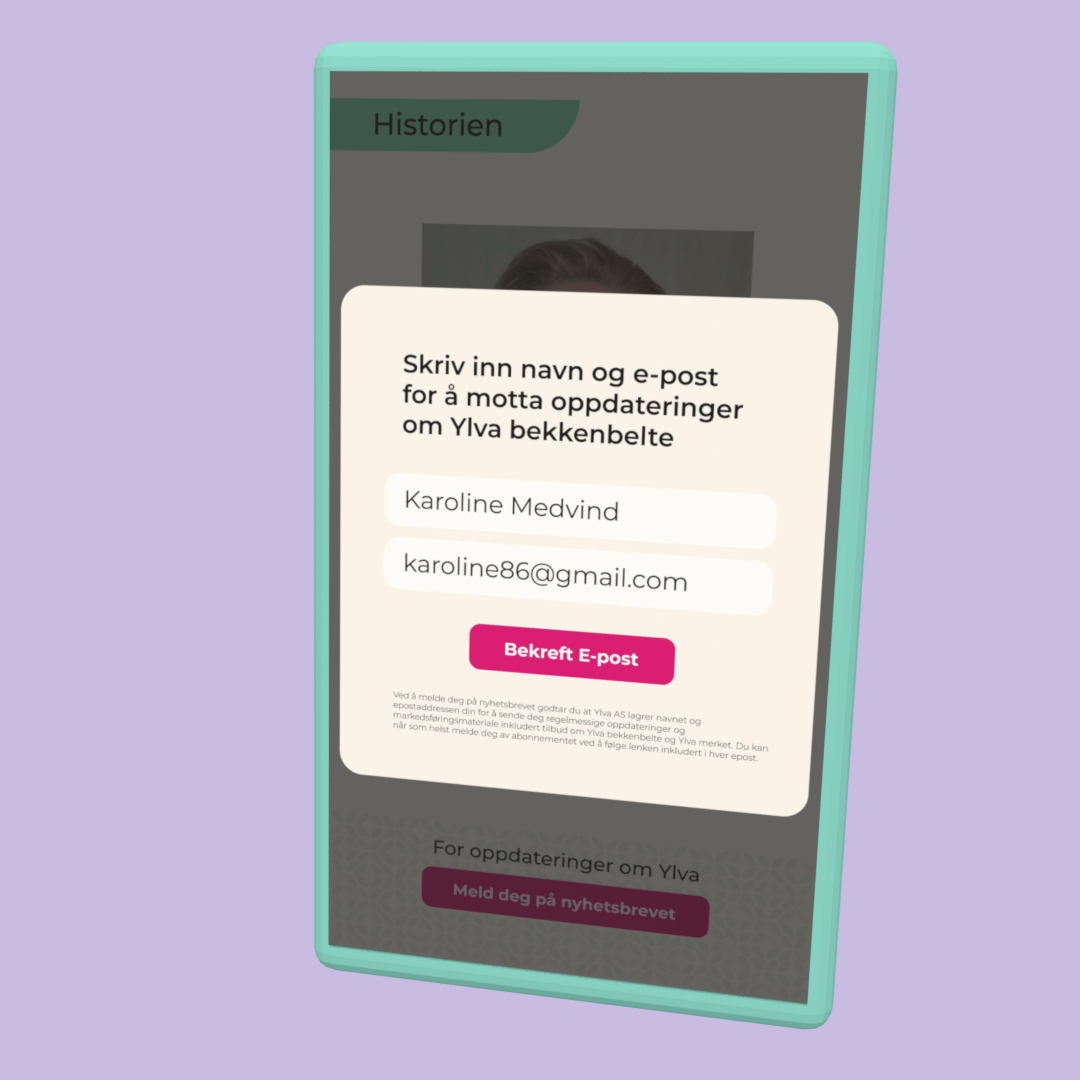 Historien
Skriv inn navn og e-post
for å motta oppdateringer
om Ylva bekkenbelte
Karoline Medvind
karoline86@gmail.com
Bekreft E-post
Ved å melde deg på nyhetsbrevet godtar du at Ylva AS lagrer navnet og
epostaddressen din for å sende deg regelmessige oppdateringer og
markedsføringsmateriale inkludert tilbud om Ylva bekkenbelte og Ylva merket. Du kan
når som helst melde deg av abonnementet ved å følge lenken inkludert i hver epost.
For oppdateringer om Ylva
Meld deg på nyhetsbrevet